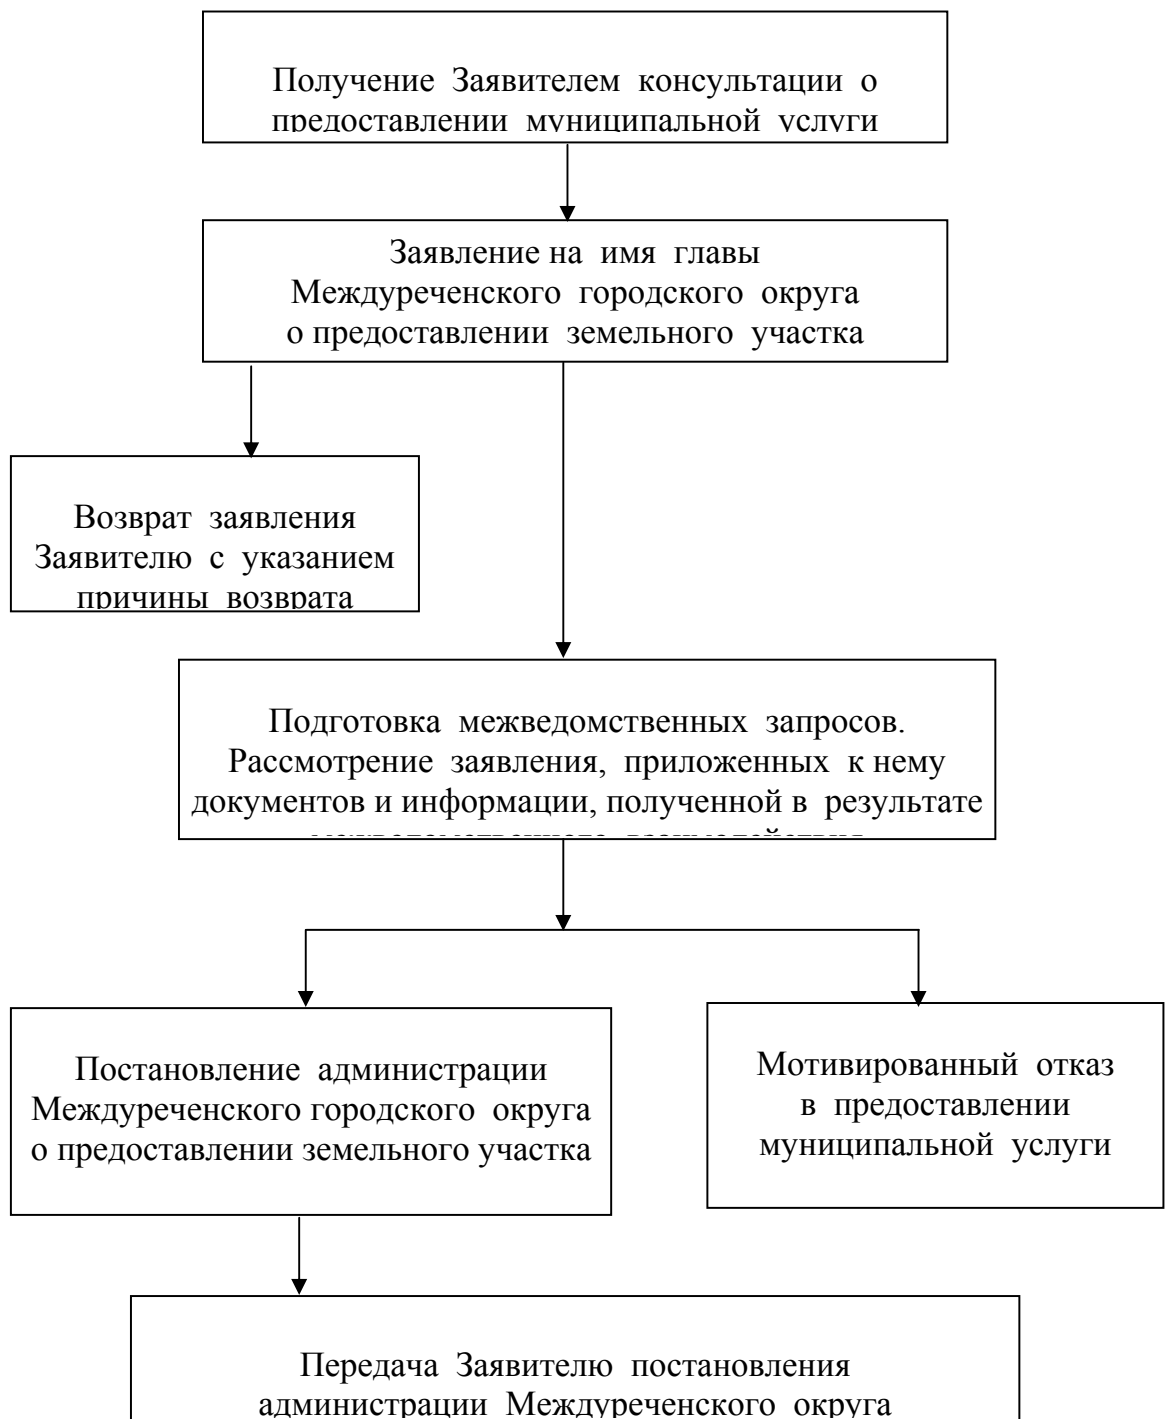 Получение Заявителем консультации о
предоставлении муниципальной услуги
Заявление на имя главы
Междуреченского городского округа
о предоставлении земельного участка
Возврат заявления
Заявителю с указанием
причины возврата
Подготовка межведомственных запросов.
Рассмотрение заявления, приложенных к нему
документов и информации, полученной в результате
межведомственного взаимодействия
Постановление администрации
Междуреченского городского округа
о предоставлении земельного участка
Мотивированный отказ
в предоставлении
муниципальной услуги
Передача Заявителю постановления
администрации Междуреченского округа